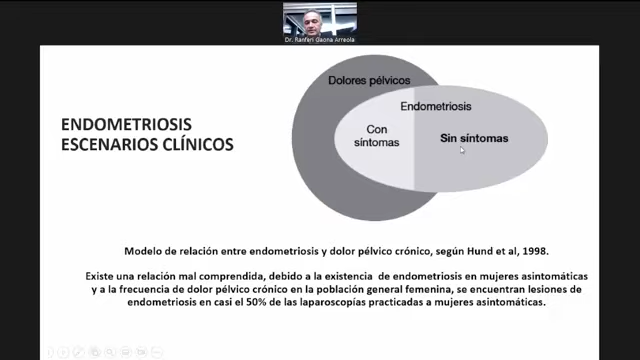 Dr. Ranferi Gaona Arreola
Dolores pélvicos
Endometriosis
Con
síntomas
Sin síntomas
ENDOMETRIOSIS
ESCENARIOS CLÍNICOS
Modelo de relación entre endometriosis y dolor pélvico crónico, según Hund et al, 1998.
Existe una relación mal comprendida, debido a la existencia de endometriosis en mujeres asintomáticas
y a la frecuencia de dolor pélvico crónico en la población general femenina, se encuentran lesiones de
endometriosis en casi el 50% de las laparoscopías practicadas a mujeres asintomáticas.